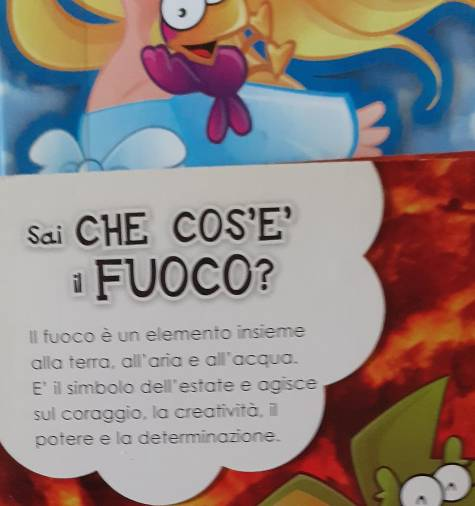 Sai CHE COS'E'
il FUOCO?
Il fuoco è un elemento insieme
alla terra, all'aria e all'acqua.
E' il simbolo dell'estate e agisce
sul coraggio, la creatività, il
potere e la determinazione.